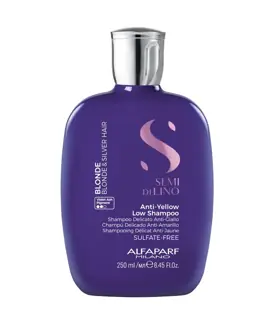 SEMI
DI LINO
BLONDE
BLONDE & SILVER HAIR
Anti-Yellow
Low Shampoo
Shampoo Delicato Anti-Giallo
Champú Delicado Anti Amarillo
Shampooing Délicat Anti Jaune
SULFATE-FREE
ALFAPARF
MILANO
250 ml / мл ℮ 8.45 Fl. Oz.